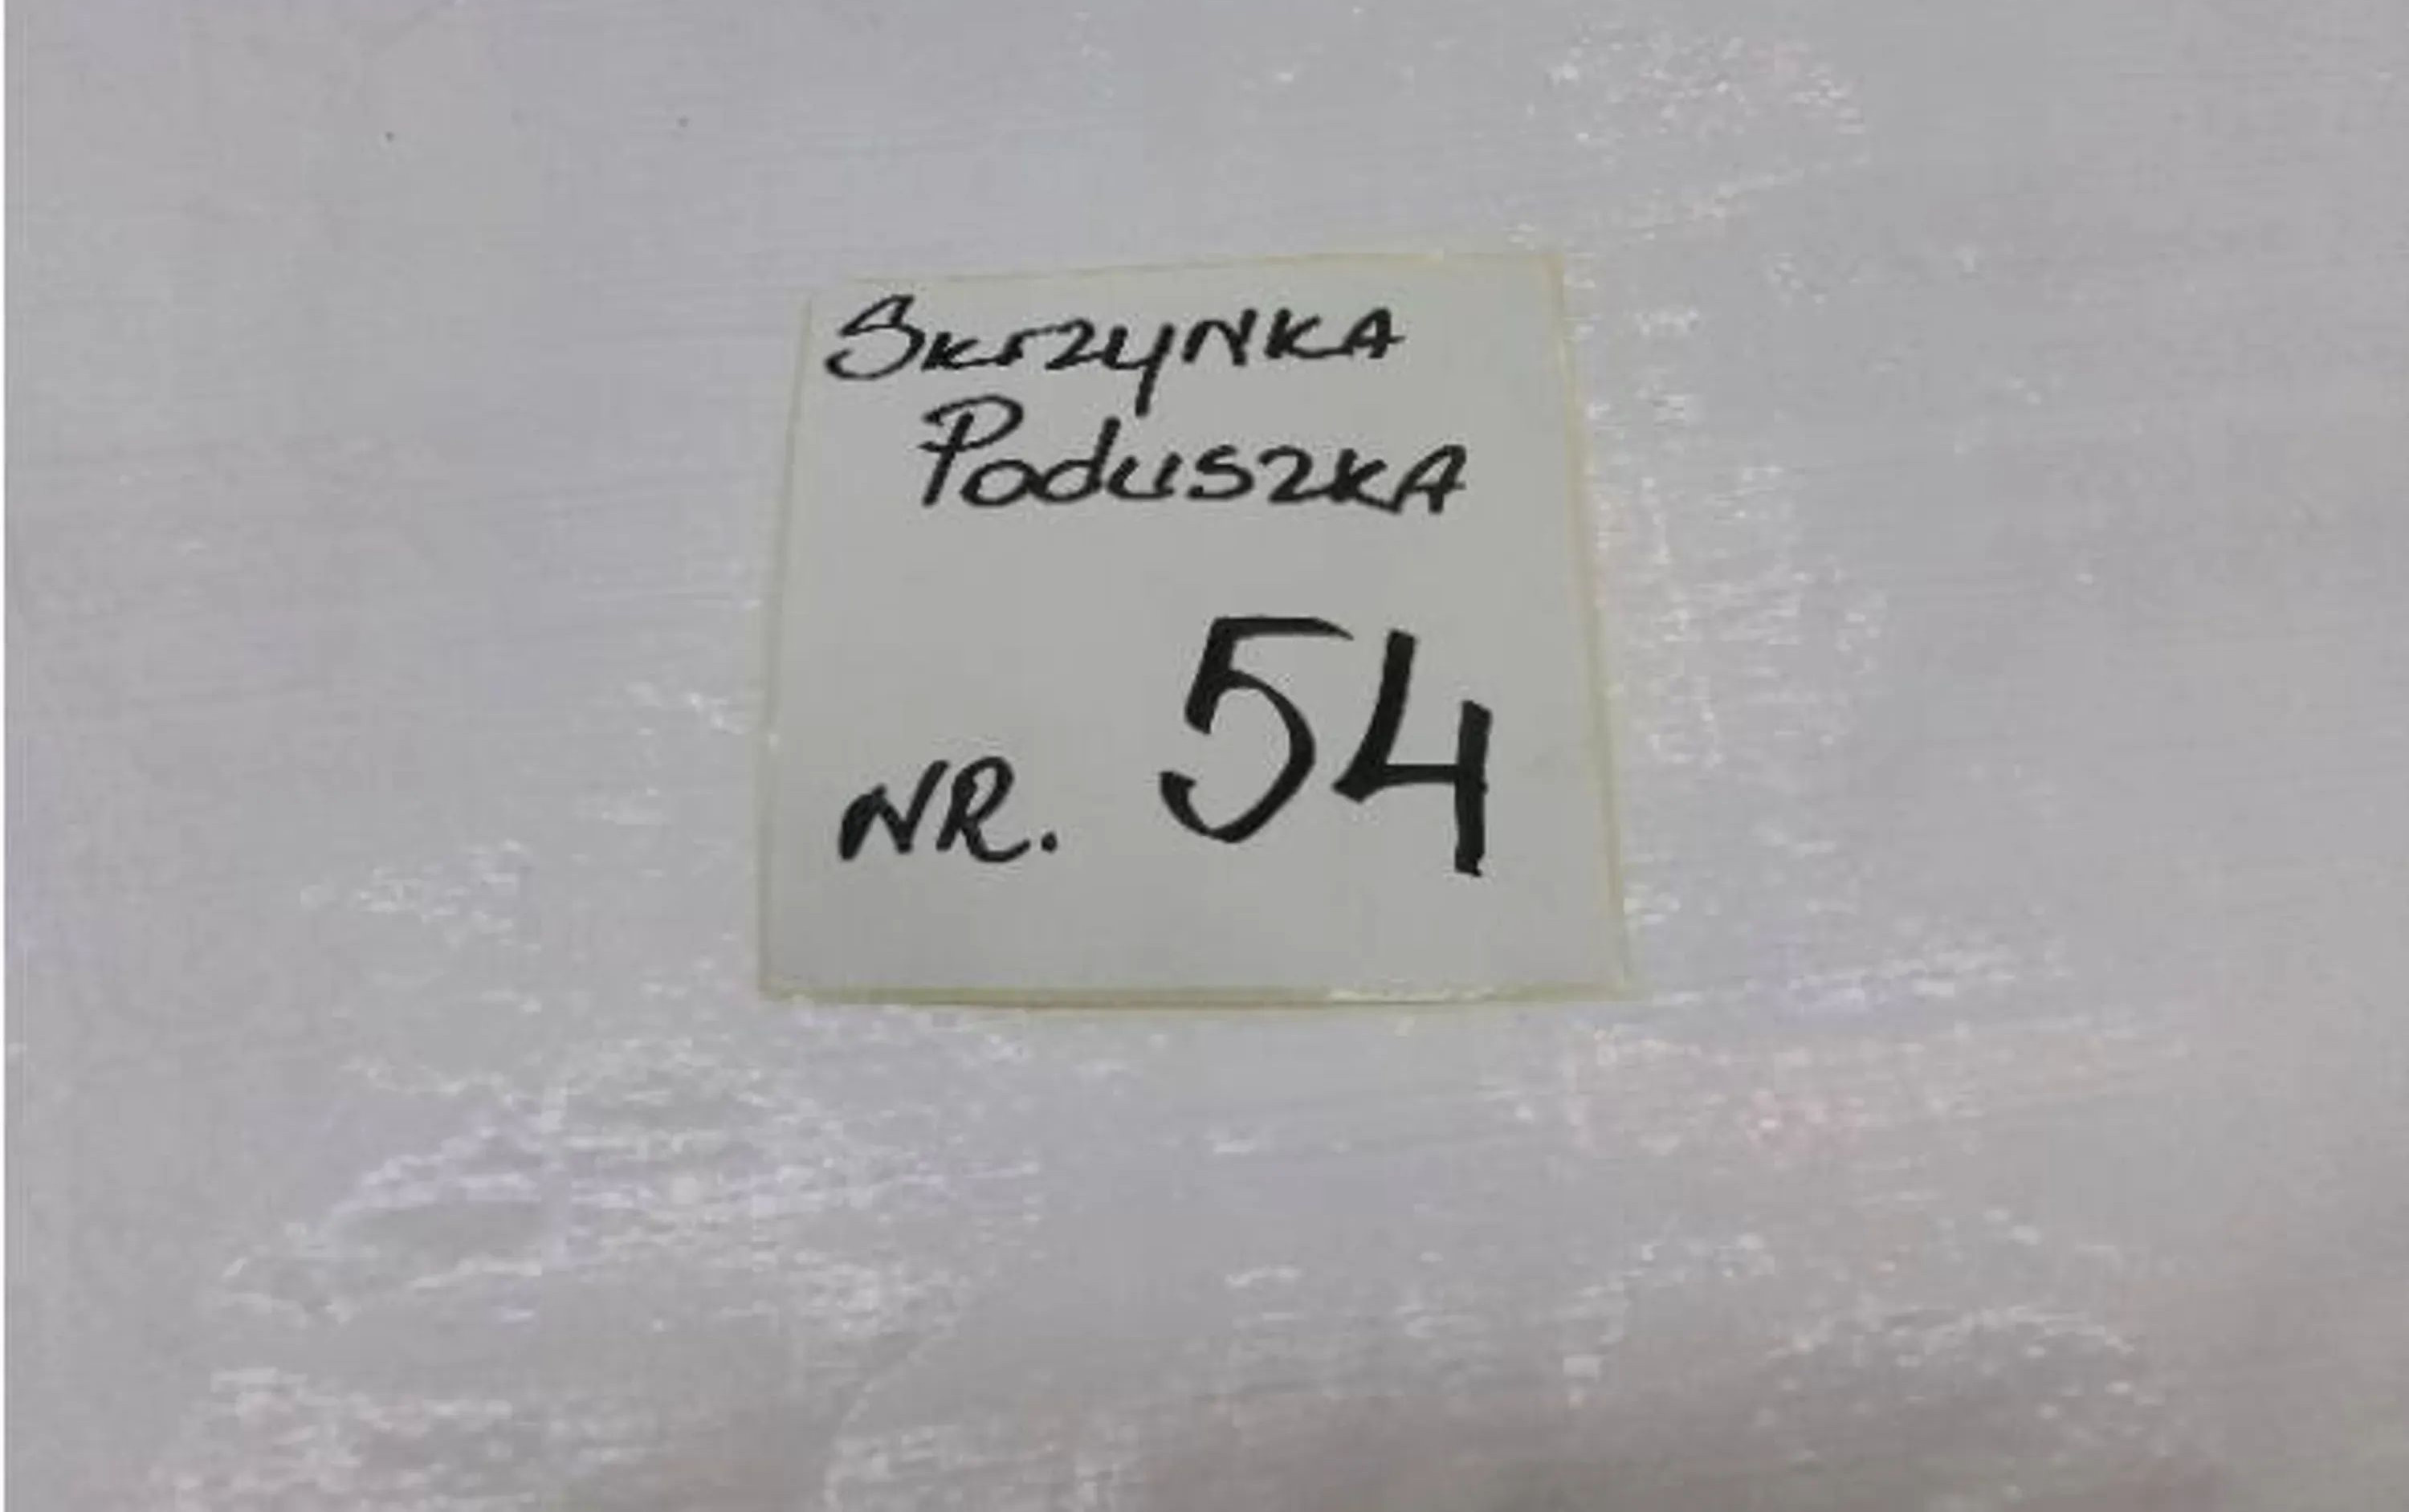 Skrzynka
Poduszka
NR. 54